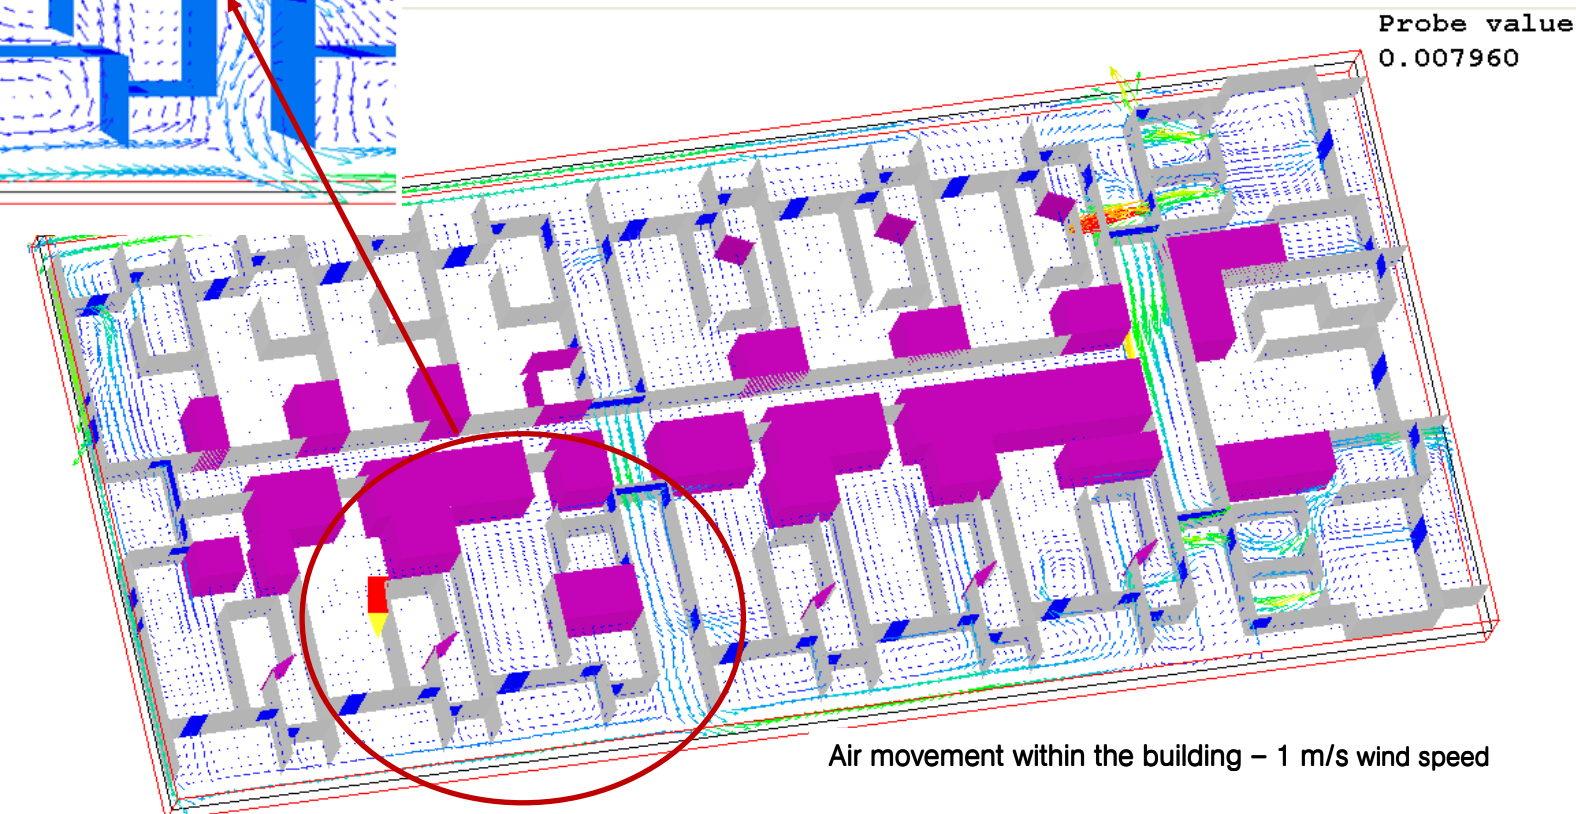 Probe value
0.007960
Air movement within the building – 1 m/s wind speed